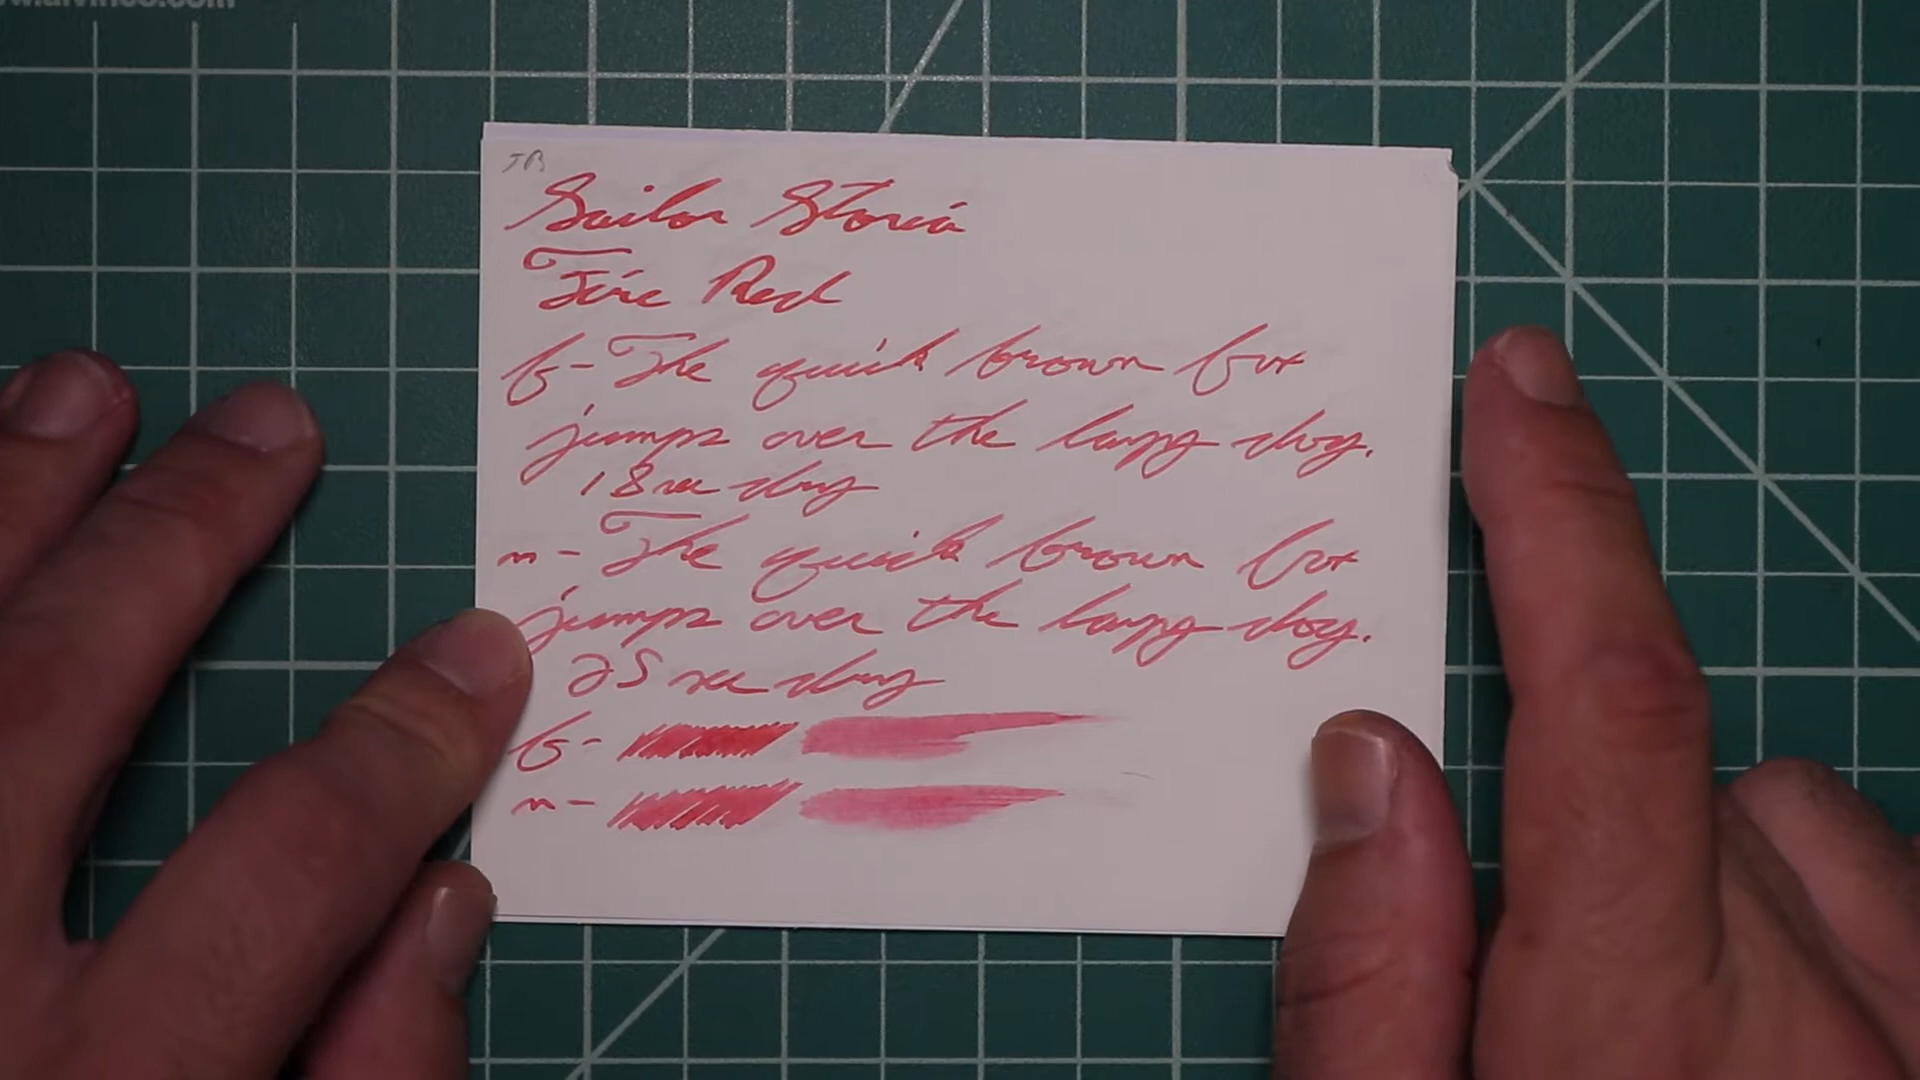 TR
Sailor Storia
Fire Red
f- The quick brown fox
jumps over the lazy dog.
18 sec dry
m- The quick brown fox
jumps over the lazy dog.
25 sec dry
f-
m-